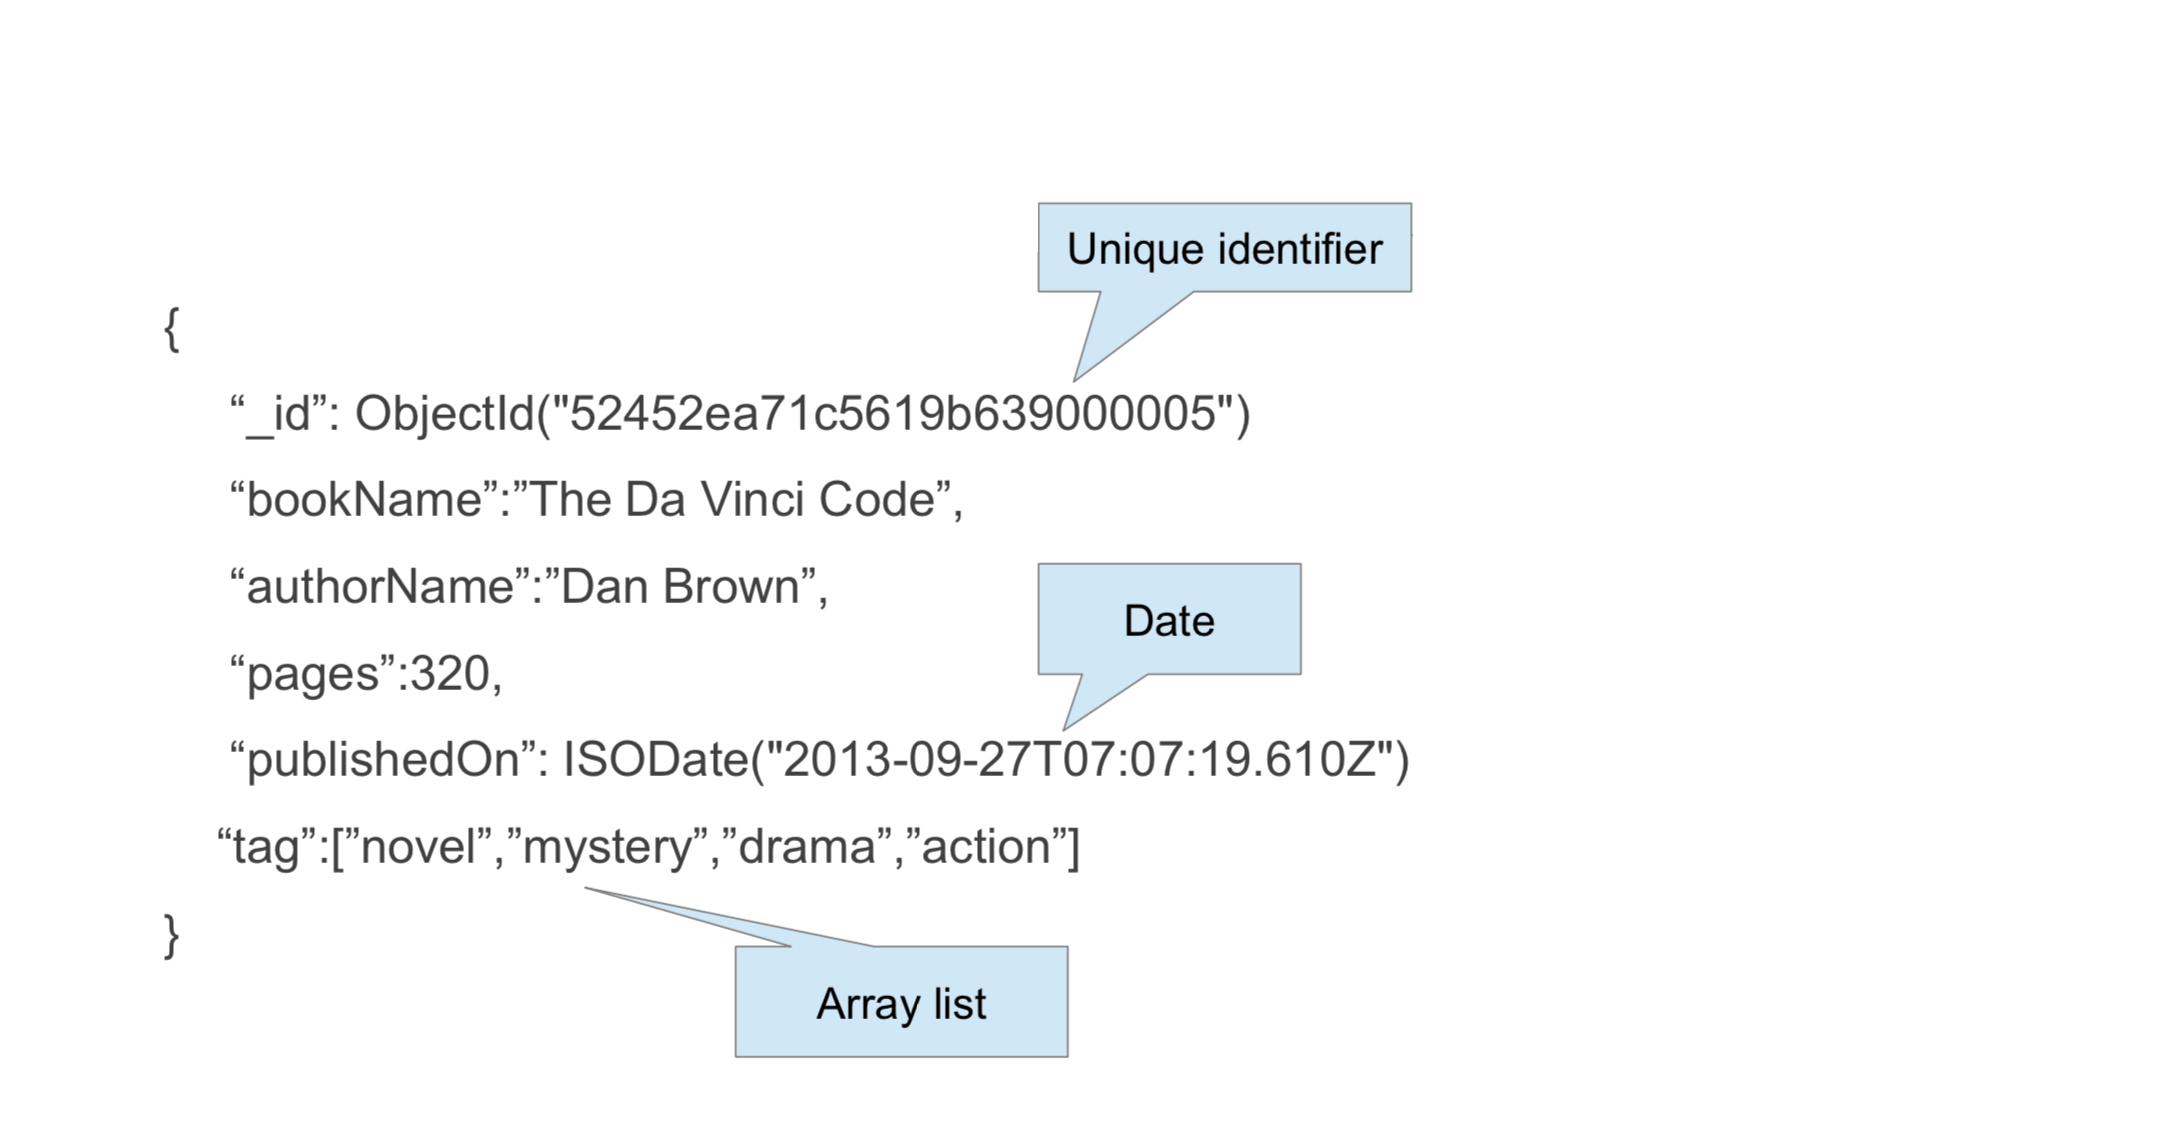 Unique identifier
{
“_id”: ObjectId("52452ea71c5619b639000005")
“bookName”:”The Da Vinci Code”,
“authorName”:”Dan Brown”,
Date
“pages”:320,
“publishedOn”: ISODate("2013-09-27T07:07:19.610Z")
“tag”:[”novel”,”mystery”,”drama”,”action”]
}
Array list